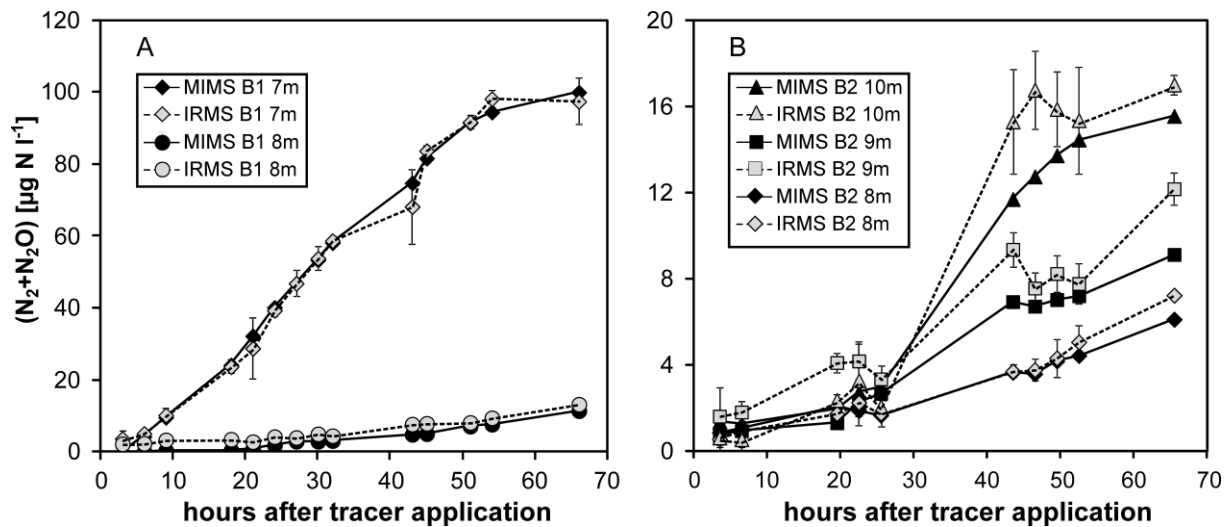 (N₂+N₂O) [µg N l⁻¹]
120
100
80
60
40
20
0
A
MIMS B1 7m
IRMS B1 7m
MIMS B1 8m
IRMS B1 8m
0 10 20 30 40 50 60 70
hours after tracer application
20
16
12
8
4
0
B
MIMS B2 10m
IRMS B2 10m
MIMS B2 9m
IRMS B2 9m
MIMS B2 8m
IRMS B2 8m
0 10 20 30 40 50 60 70
hours after tracer application